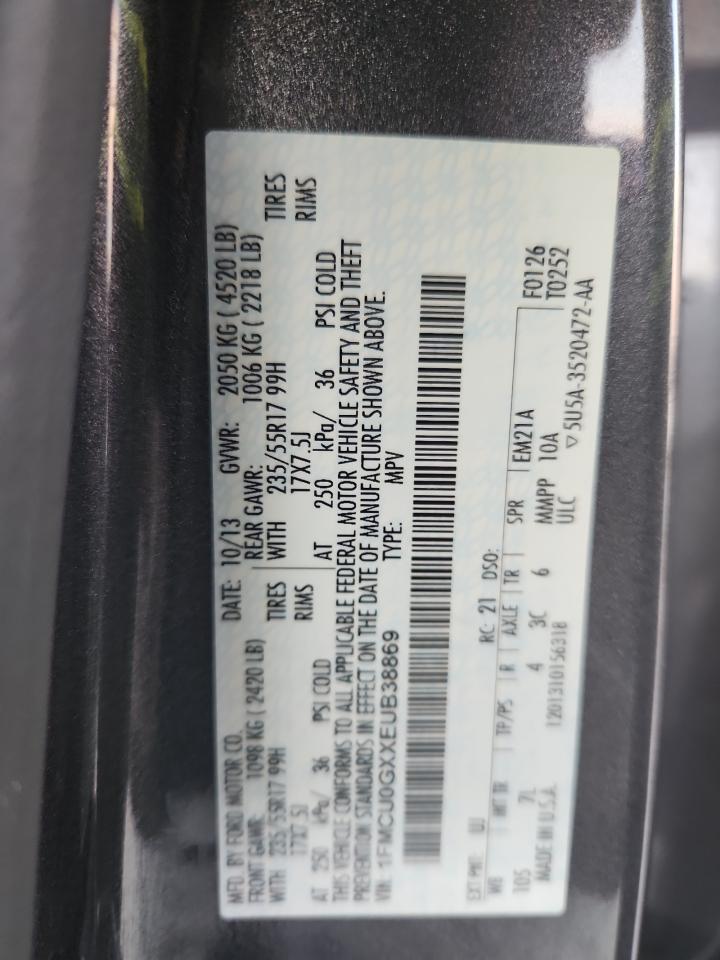 MFD. BY FORD MOTOR CO.
DATE: 10/13 GVWR: 2050 KG ( 4520 LB)
FRONT GAWR: 1098 KG ( 2420 LB)
REAR GAWR: 1006 KG ( 2218 LB)
WITH 235/55R17 99H TIRES
WITH 235/55R17 99H TIRES
17X7.5J RIMS
17X7.5J RIMS
AT 250 kPa/ 36 PSI COLD
AT 250 kPa/ 36 PSI COLD
THIS VEHICLE CONFORMS TO ALL APPLICABLE FEDERAL MOTOR VEHICLE SAFETY AND THEFT
PREVENTION STANDARDS IN EFFECT ON THE DATE OF MANUFACTURE SHOWN ABOVE.
VIN: 1FMCU0GXXEUB38869 TYPE: MPV
EXT PNT: UJ RC: 21 DSO: F0126
T0252
WB INT TR TP/PS R AXLE TR SPR EM21A
105 7L 4 3C 6 MMPP 10A
MADE IN U.S.A. 1201310156318 ULC
▽5U5A-3520472-AA